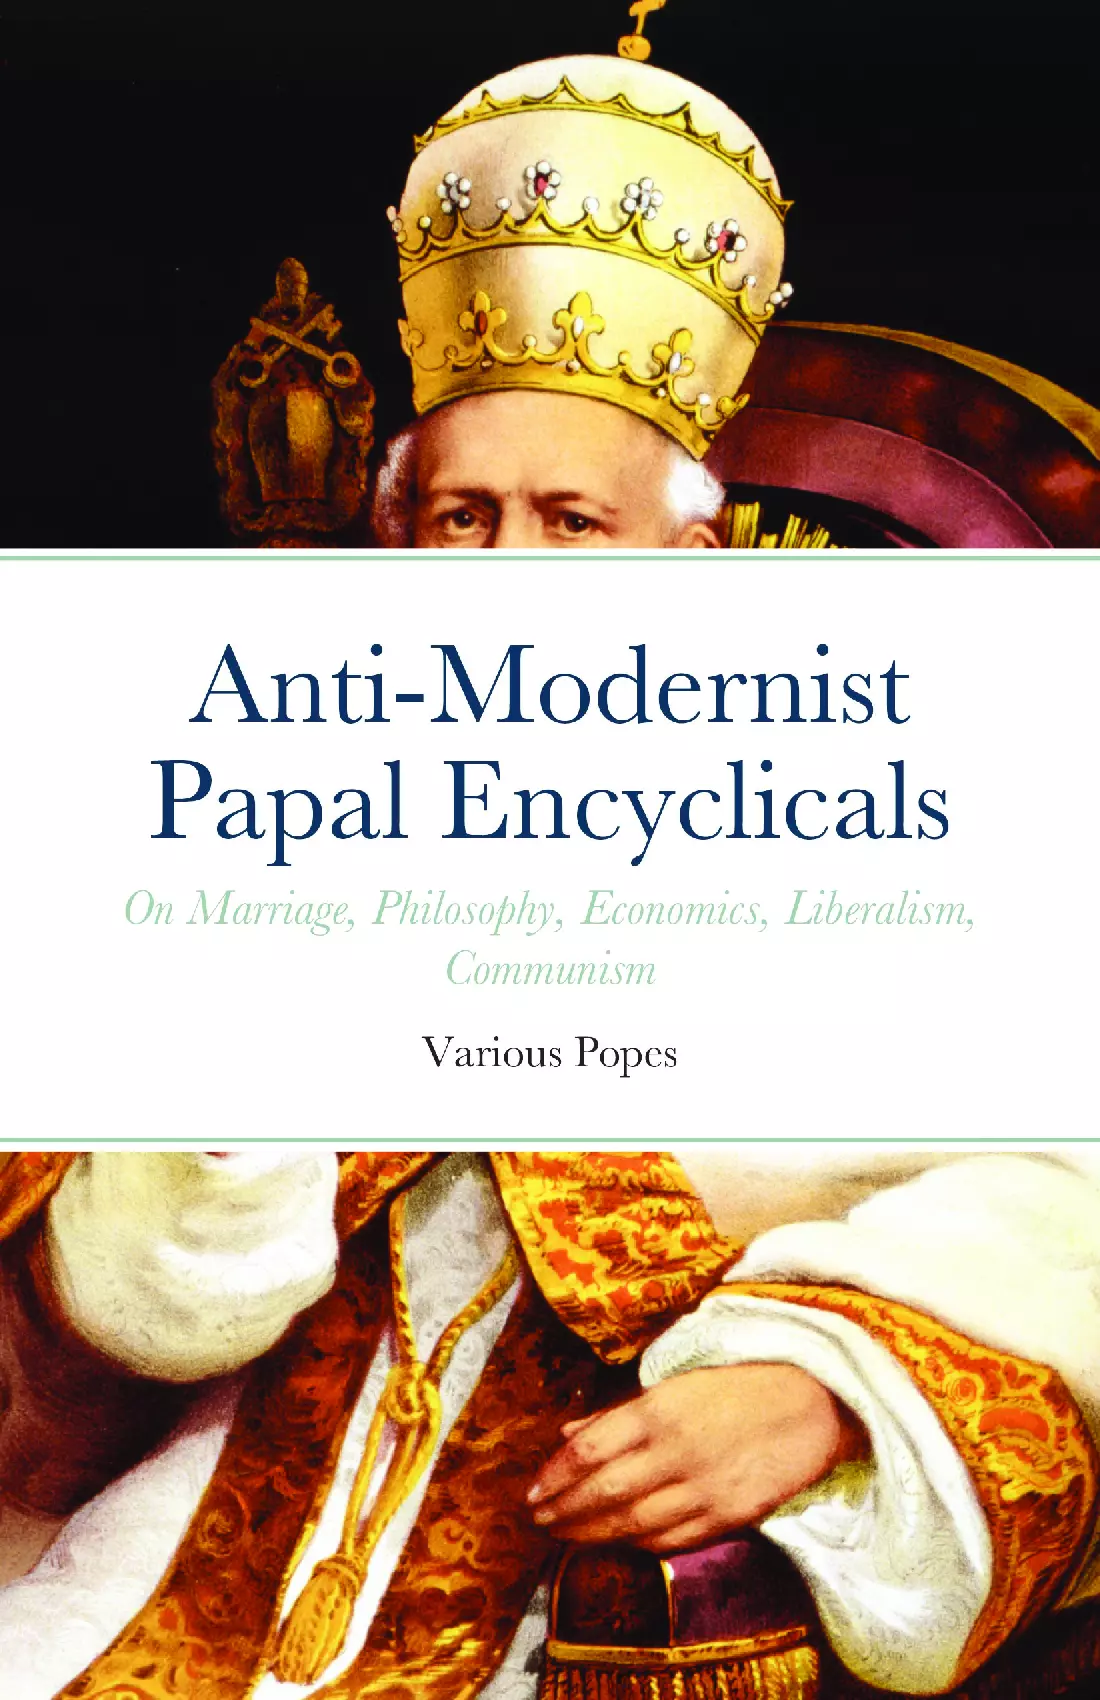 Anti-Modernist
Papal Encyclicals
On Marriage, Philosophy, Economics, Liberalism,
Communism
Various Popes